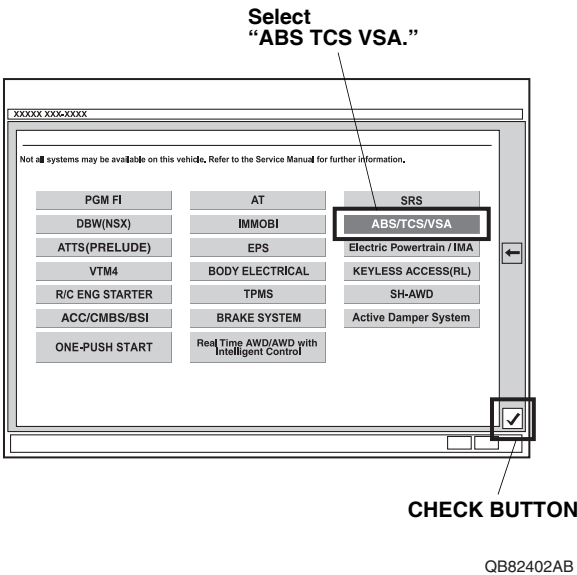 Select
“ABS TCS VSA.”
XXXXX XXX-XXXX
Not all systems may be available on this vehicle. Refer to the Service Manual for further information.
PGM FI
AT
SRS
DBW(NSX)
IMMOBI
ABS/TCS/VSA
ATTS(PRELUDE)
EPS
Electric Powertrain / IMA
VTM4
BODY ELECTRICAL
KEYLESS ACCESS(RL)
R/C ENG STARTER
TPMS
SH-AWD
ACC/CMBS/BSI
BRAKE SYSTEM
Active Damper System
ONE-PUSH START
Real Time AWD/AWD with
Intelligent Control
CHECK BUTTON
QB82402AB